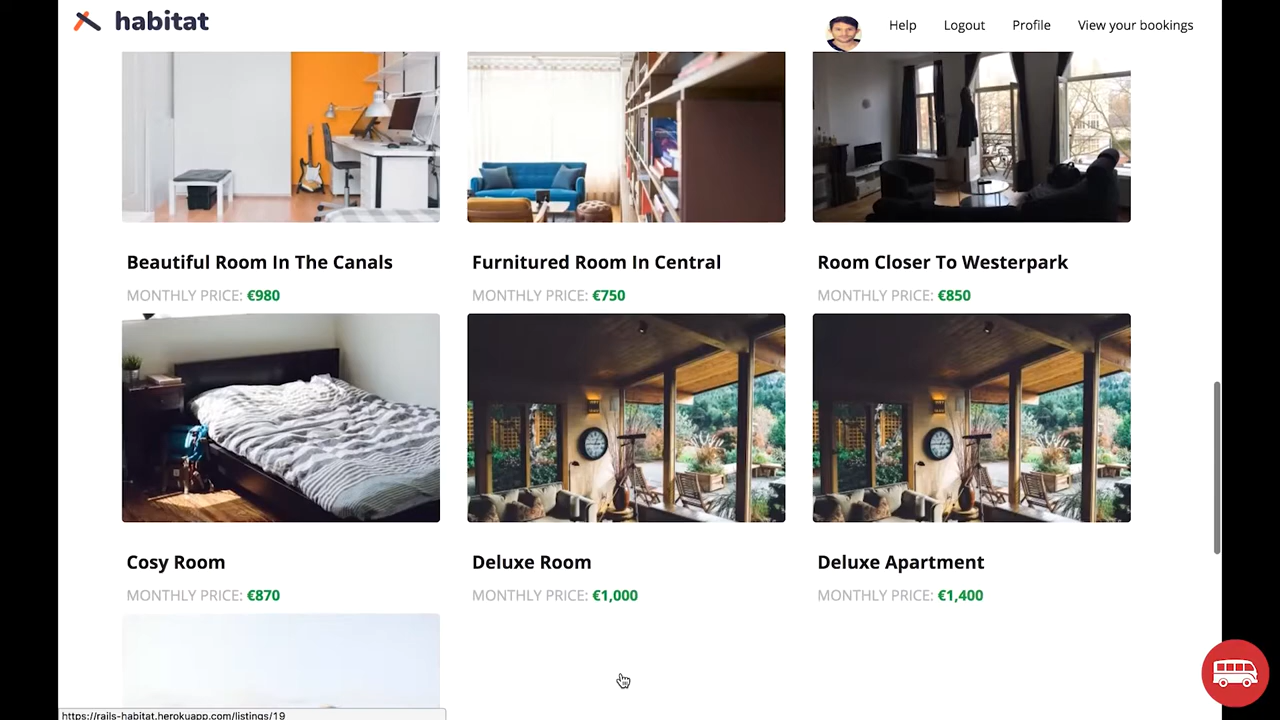 habitat
Help Logout Profile View your bookings
Beautiful Room In The Canals
MONTHLY PRICE: €980
Furnitured Room In Central
MONTHLY PRICE: €750
Room Closer To Westerpark
MONTHLY PRICE: €850
Cosy Room
MONTHLY PRICE: €870
Deluxe Room
MONTHLY PRICE: €1,000
Deluxe Apartment
MONTHLY PRICE: €1,400
https://rails-habitat.herokuapp.com/listings/19